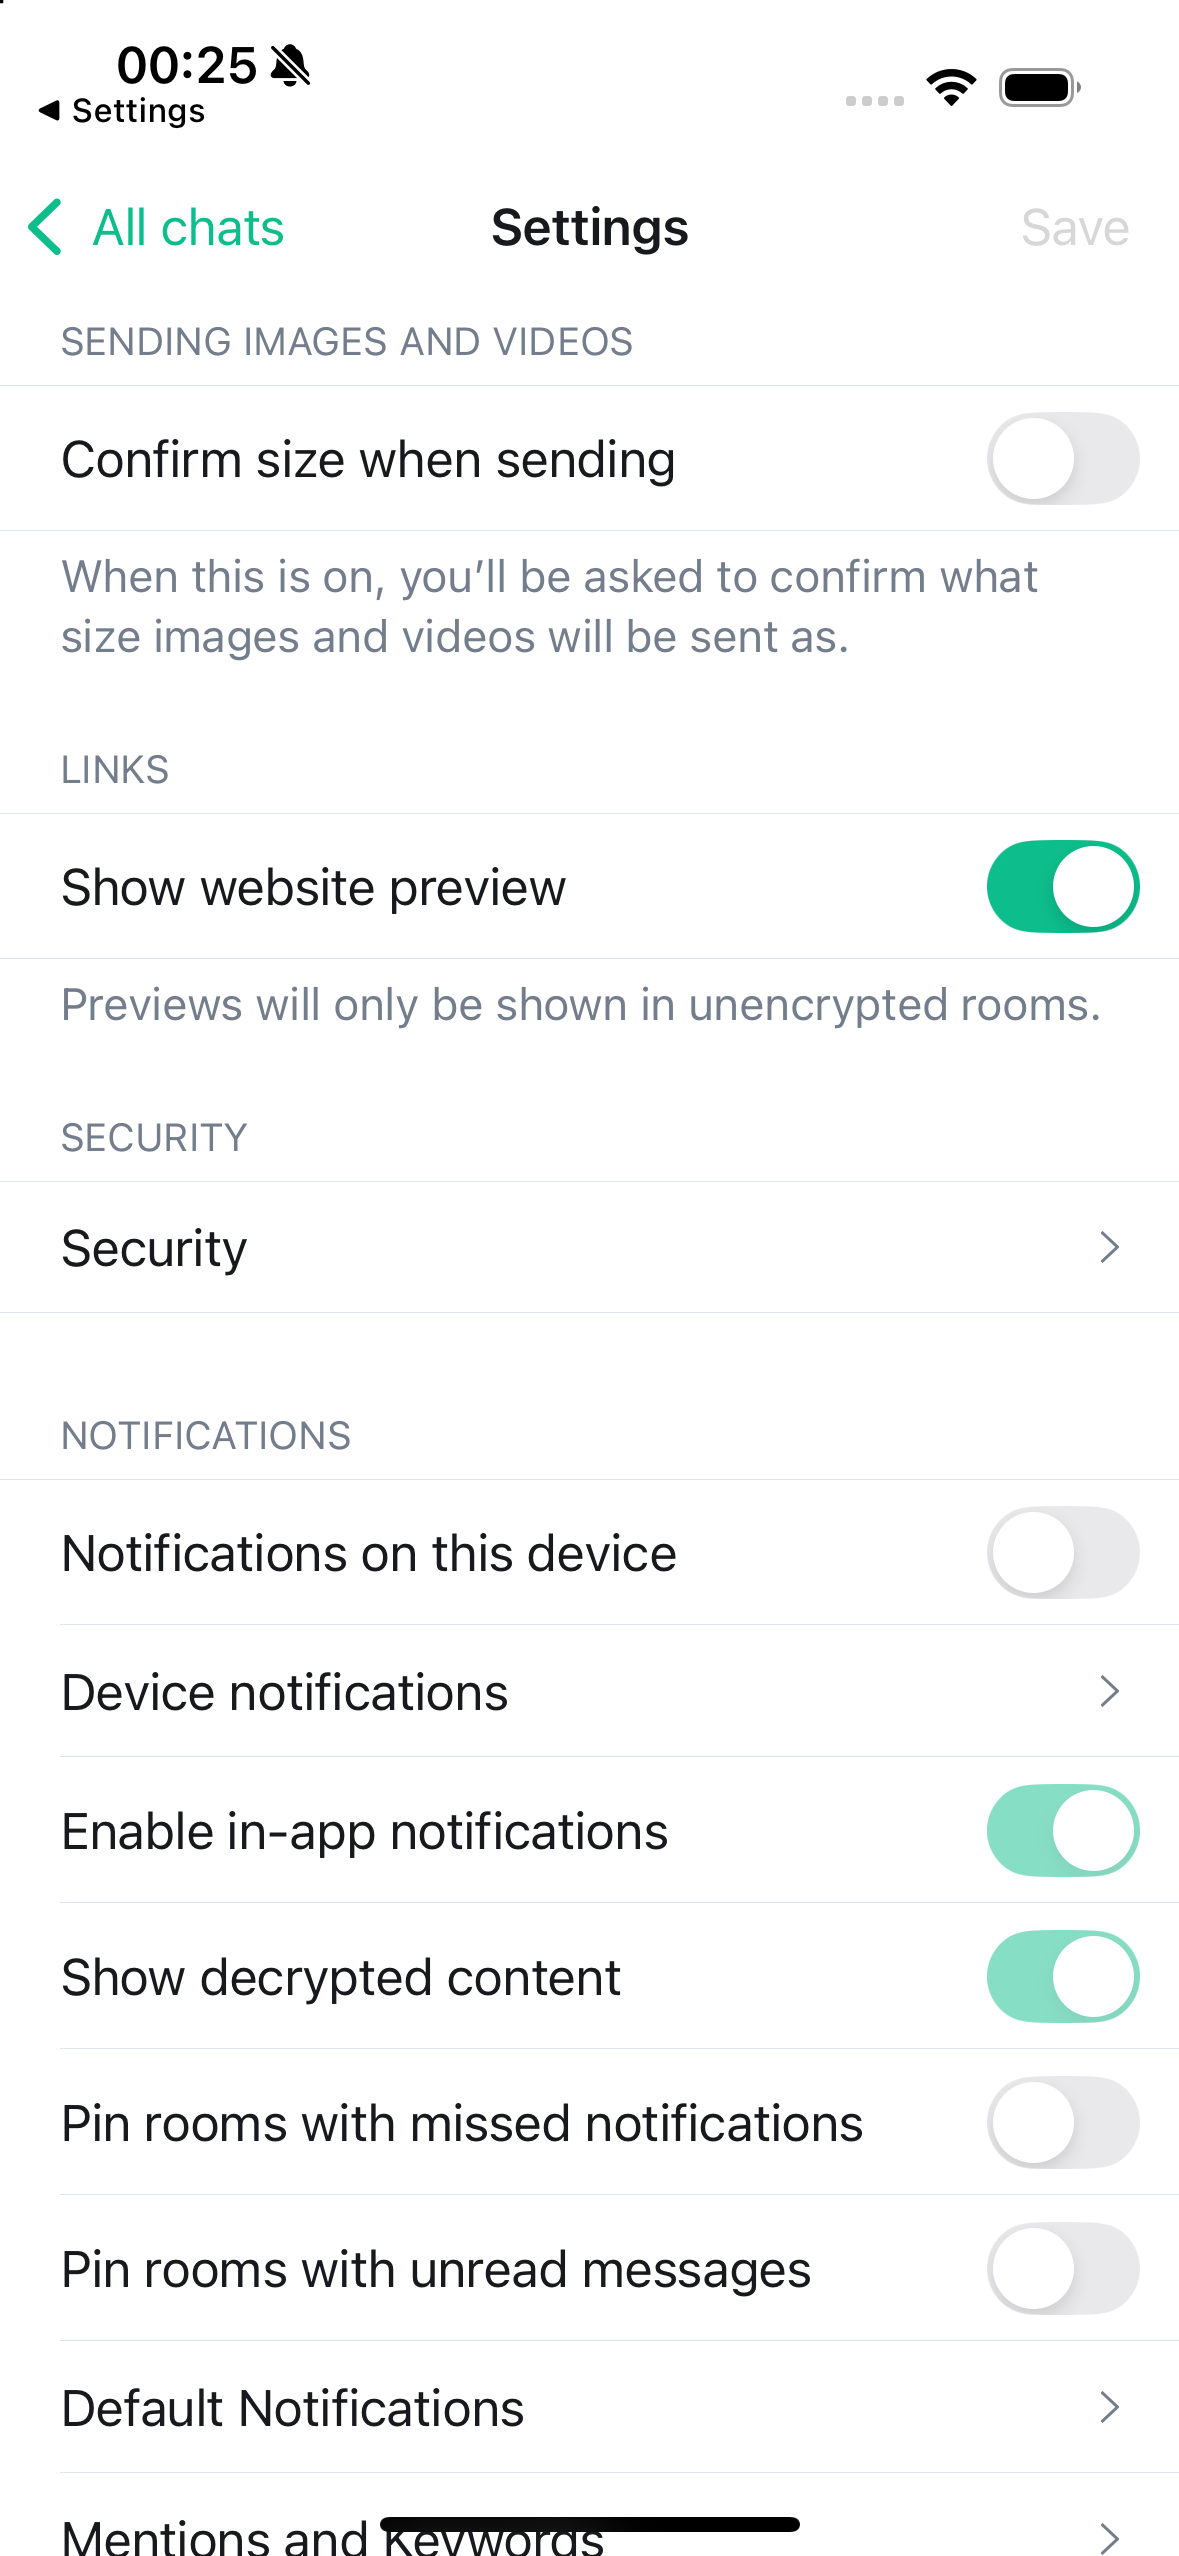 00:25
Settings
All chats
Settings
Save
SENDING IMAGES AND VIDEOS
Confirm size when sending
When this is on, you’ll be asked to confirm what
size images and videos will be sent as.
LINKS
Show website preview
Previews will only be shown in unencrypted rooms.
SECURITY
Security
NOTIFICATIONS
Notifications on this device
Device notifications
Enable in-app notifications
Show decrypted content
Pin rooms with missed notifications
Pin rooms with unread messages
Default Notifications
Mentions and Keywords